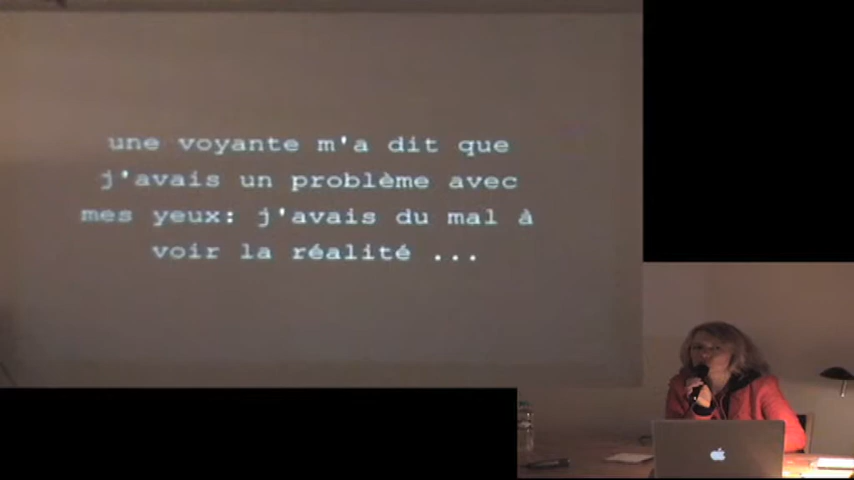 une voyante m'a dit que
j'avais un problème avec
mes yeux: j'avais du mal à
voir la réalité ...